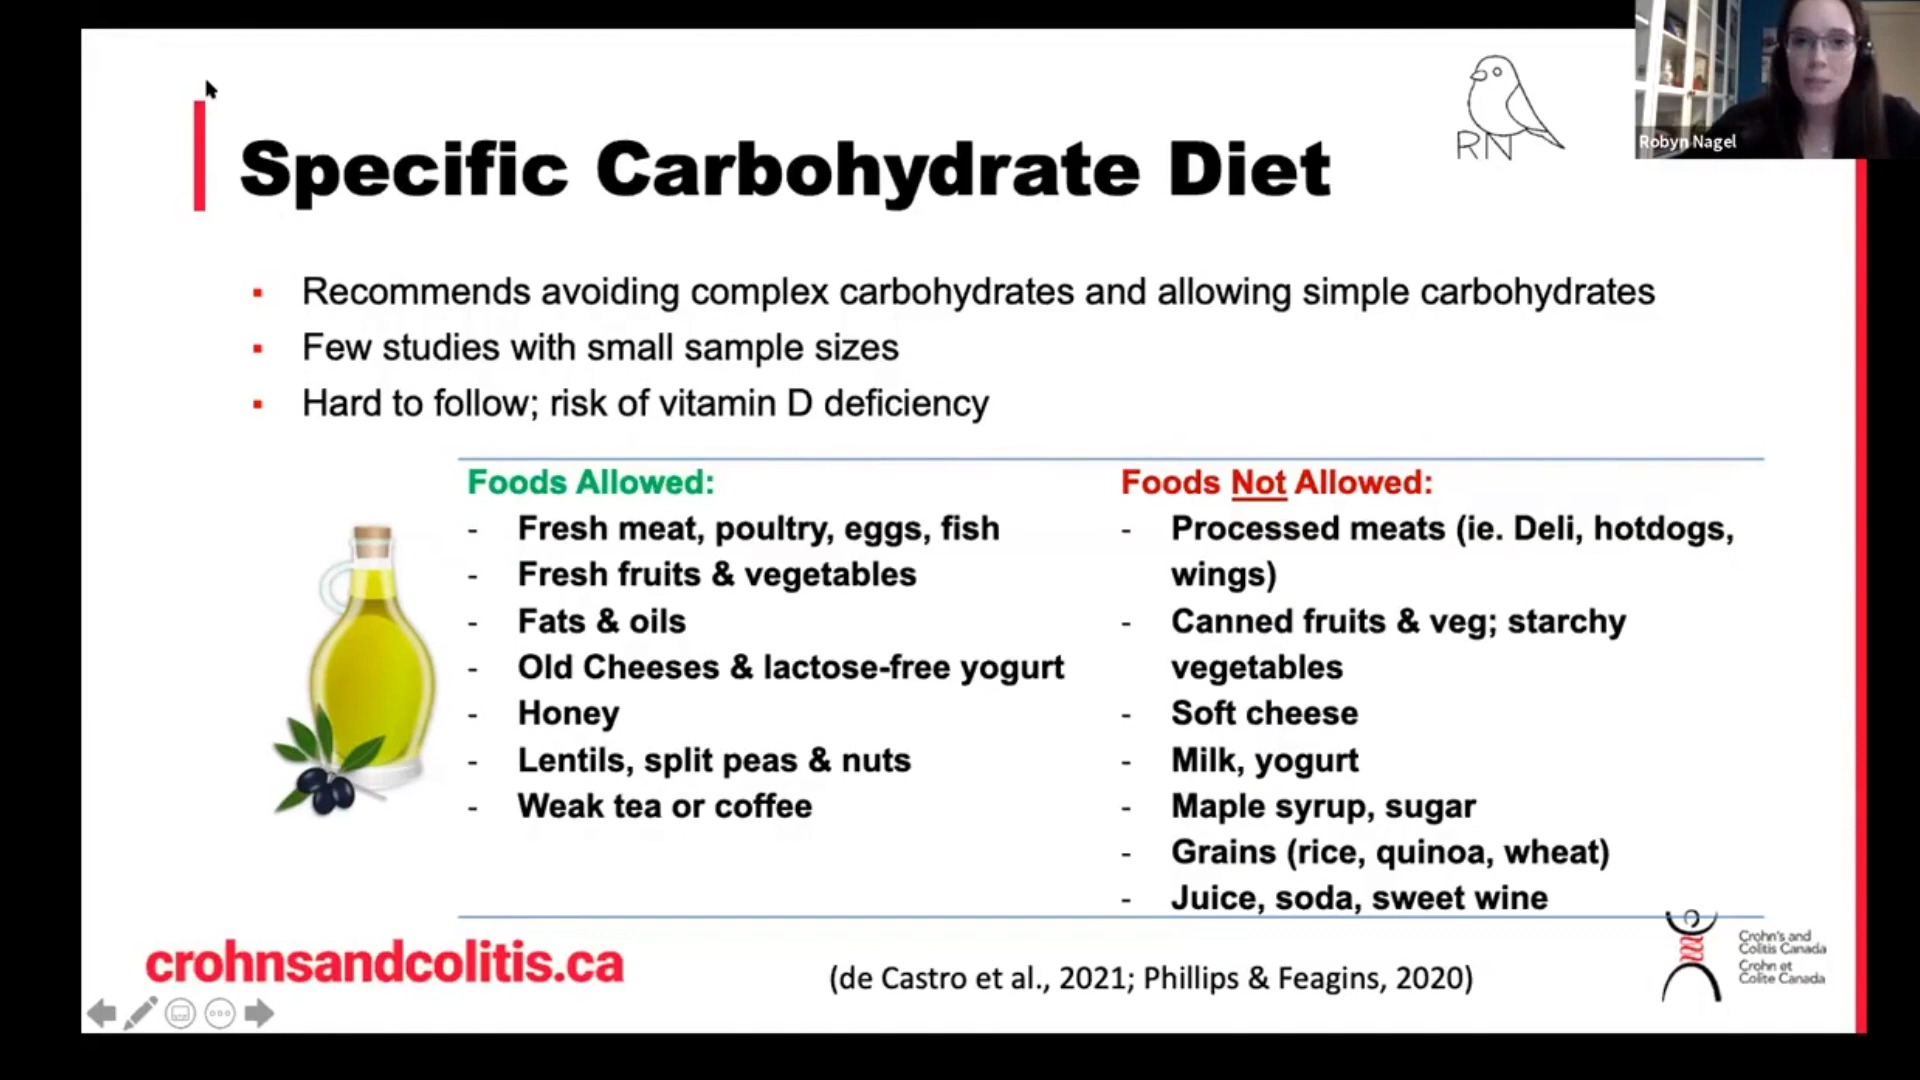 RN
Robyn Nagel
Specific Carbohydrate Diet
▪ Recommends avoiding complex carbohydrates and allowing simple carbohydrates
▪ Few studies with small sample sizes
▪ Hard to follow; risk of vitamin D deficiency
Foods Allowed:
- Fresh meat, poultry, eggs, fish
- Fresh fruits & vegetables
- Fats & oils
- Old Cheeses & lactose-free yogurt
- Honey
- Lentils, split peas & nuts
- Weak tea or coffee
Foods Not Allowed:
- Processed meats (ie. Deli, hotdogs,
wings)
- Canned fruits & veg; starchy
vegetables
- Soft cheese
- Milk, yogurt
- Maple syrup, sugar
- Grains (rice, quinoa, wheat)
- Juice, soda, sweet wine
crohnsandcolitis.ca
(de Castro et al., 2021; Phillips & Feagins, 2020)
Crohn's and
Colitis Canada
Crohn et
Colite Canada